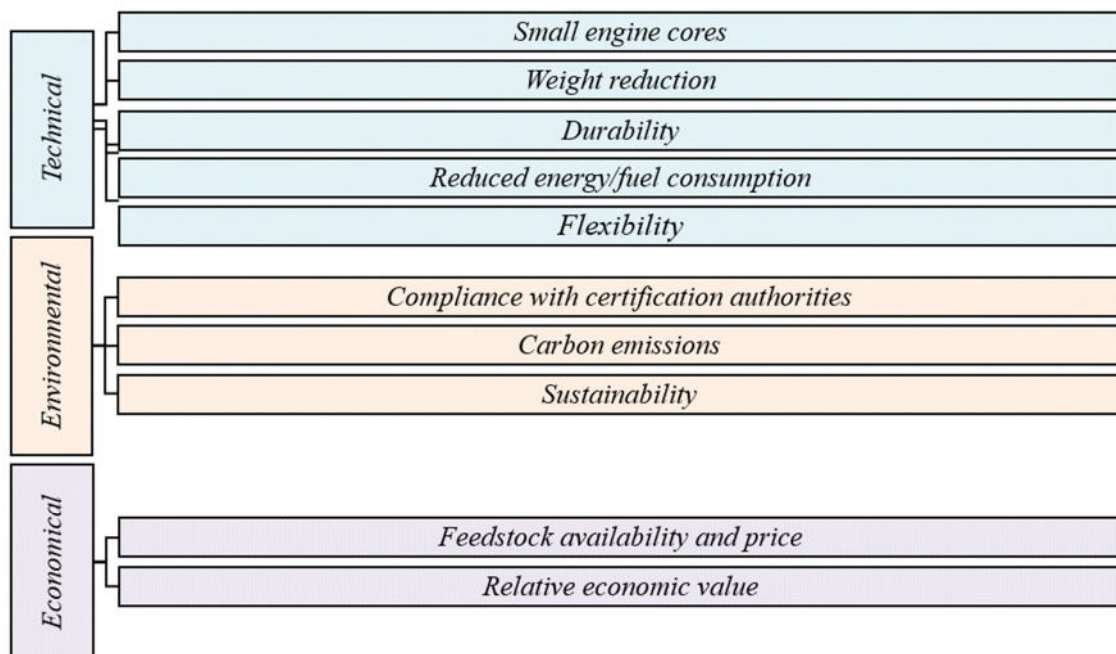 Technical
Small engine cores
Weight reduction
Durability
Reduced energy/fuel consumption
Flexibility
Environmental
Compliance with certification authorities
Carbon emissions
Sustainability
Economical
Feedstock availability and price
Relative economic value